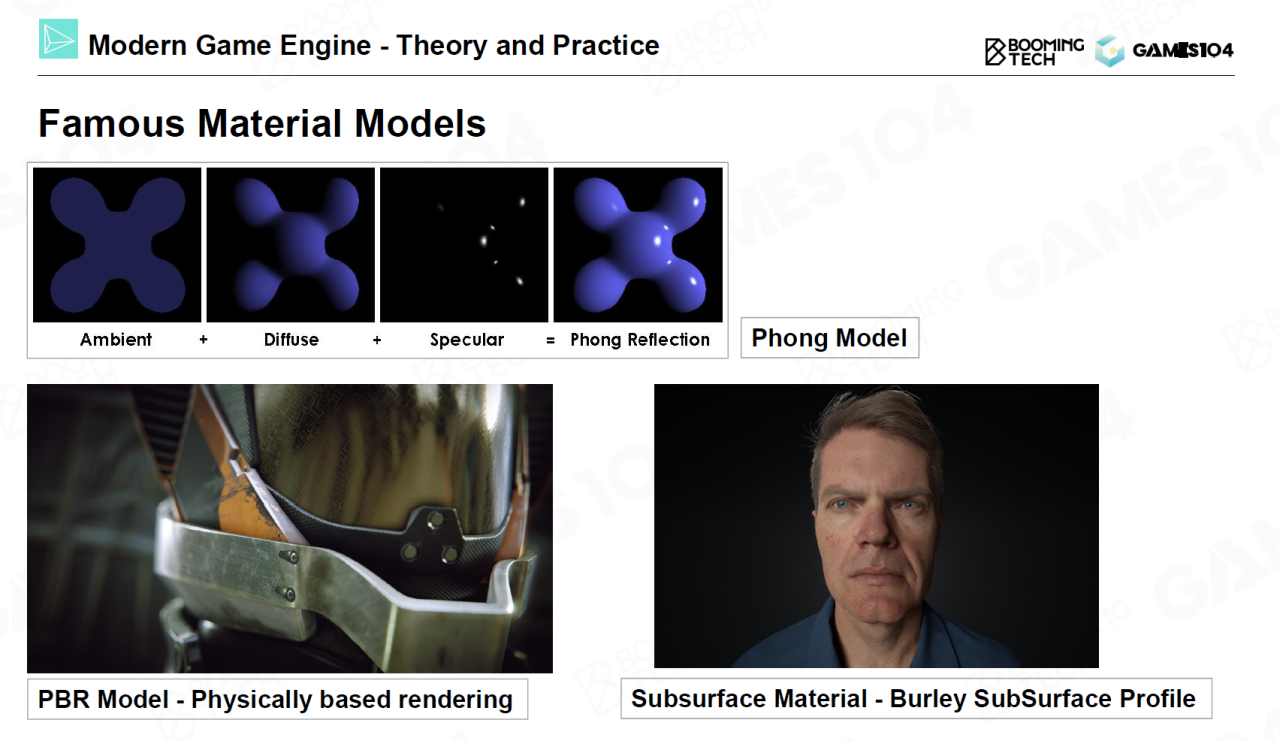 Modern Game Engine - Theory and Practice
BOOMING
TECH
GAMES104
Famous Material Models
Ambient + Diffuse + Specular = Phong Reflection
Phong Model
PBR Model - Physically based rendering
Subsurface Material - Burley SubSurface Profile